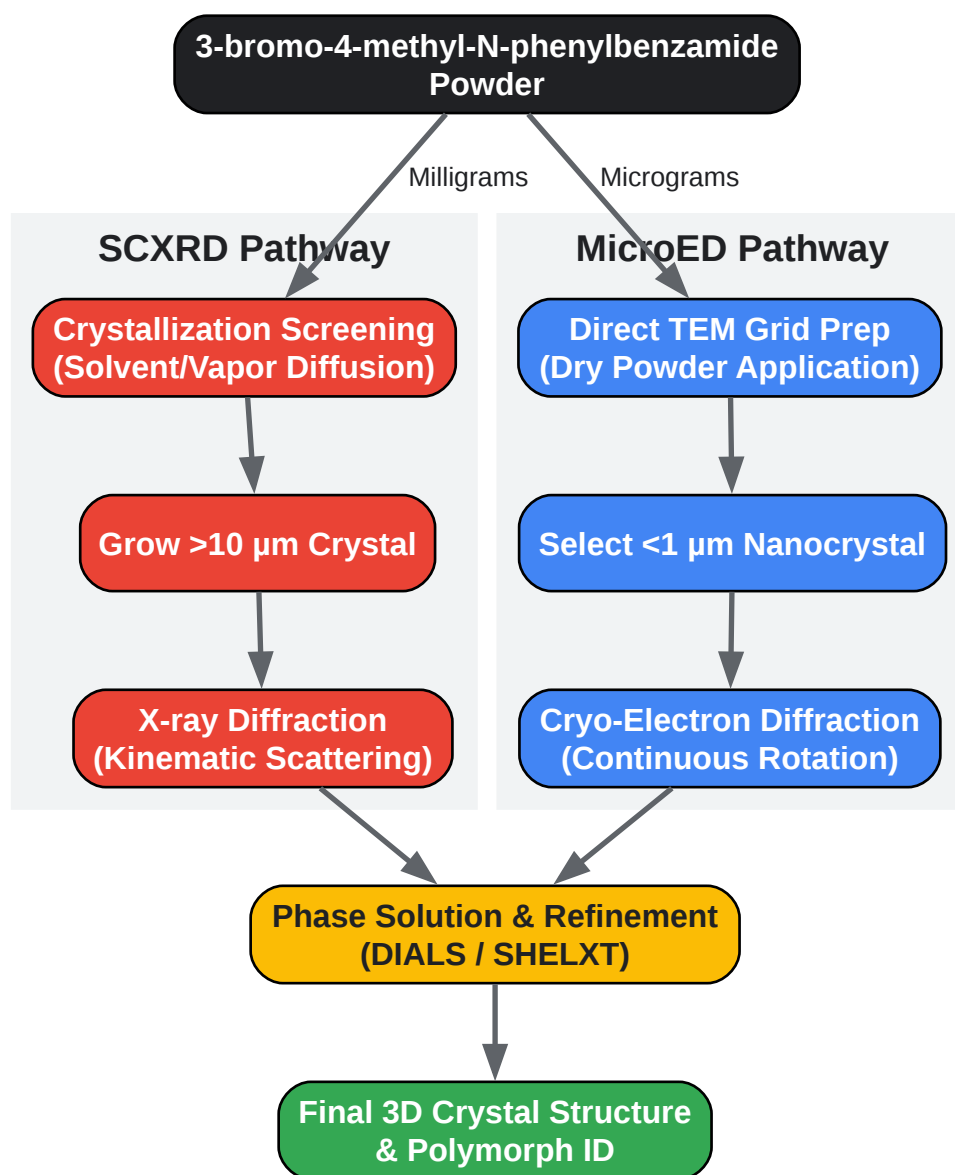 3-bromo-4-methyl-N-phenylbenzamide
Powder
Milligrams
Micrograms
SCXRD Pathway
Crystallization Screening
(Solvent/Vapor Diffusion)
Grow >10 µm Crystal
X-ray Diffraction
(Kinematic Scattering)
MicroED Pathway
Direct TEM Grid Prep
(Dry Powder Application)
Select <1 µm Nanocrystal
Cryo-Electron Diffraction
(Continuous Rotation)
Phase Solution & Refinement
(DIALS / SHELXT)
Final 3D Crystal Structure
& Polymorph ID